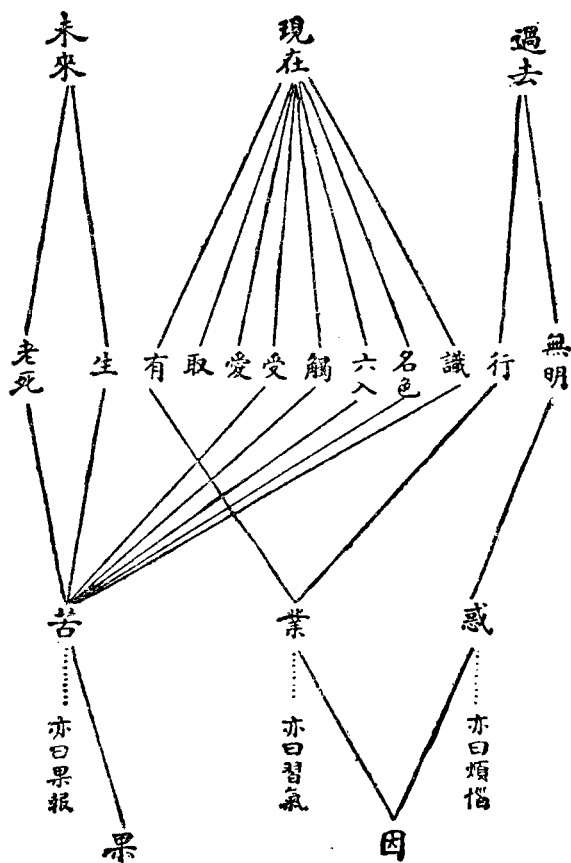 過去
現在
未來
無明
行
識
名色
六入
觸
受
愛
取
有
生
老死
惑
業
苦
亦曰煩惱
亦曰習氣
亦曰果報
因
果